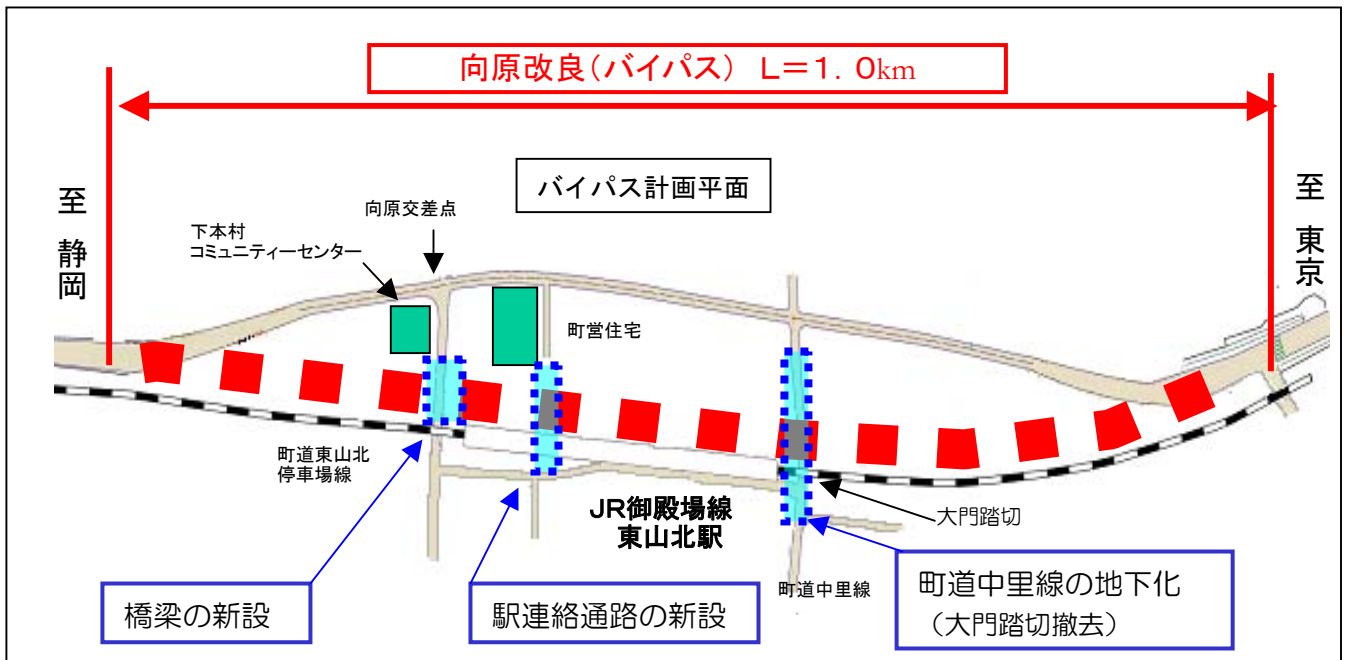 向原改良(バイパス) L=1.0km
バイパス計画平面
至 静岡
至 東京
向原交差点
下本村
コミュニティーセンター
町営住宅
町道東山北
停車場線
JR御殿場線
東山北駅
大門踏切
町道中里線
橋梁の新設
駅連絡通路の新設
町道中里線の地下化
(大門踏切撤去)